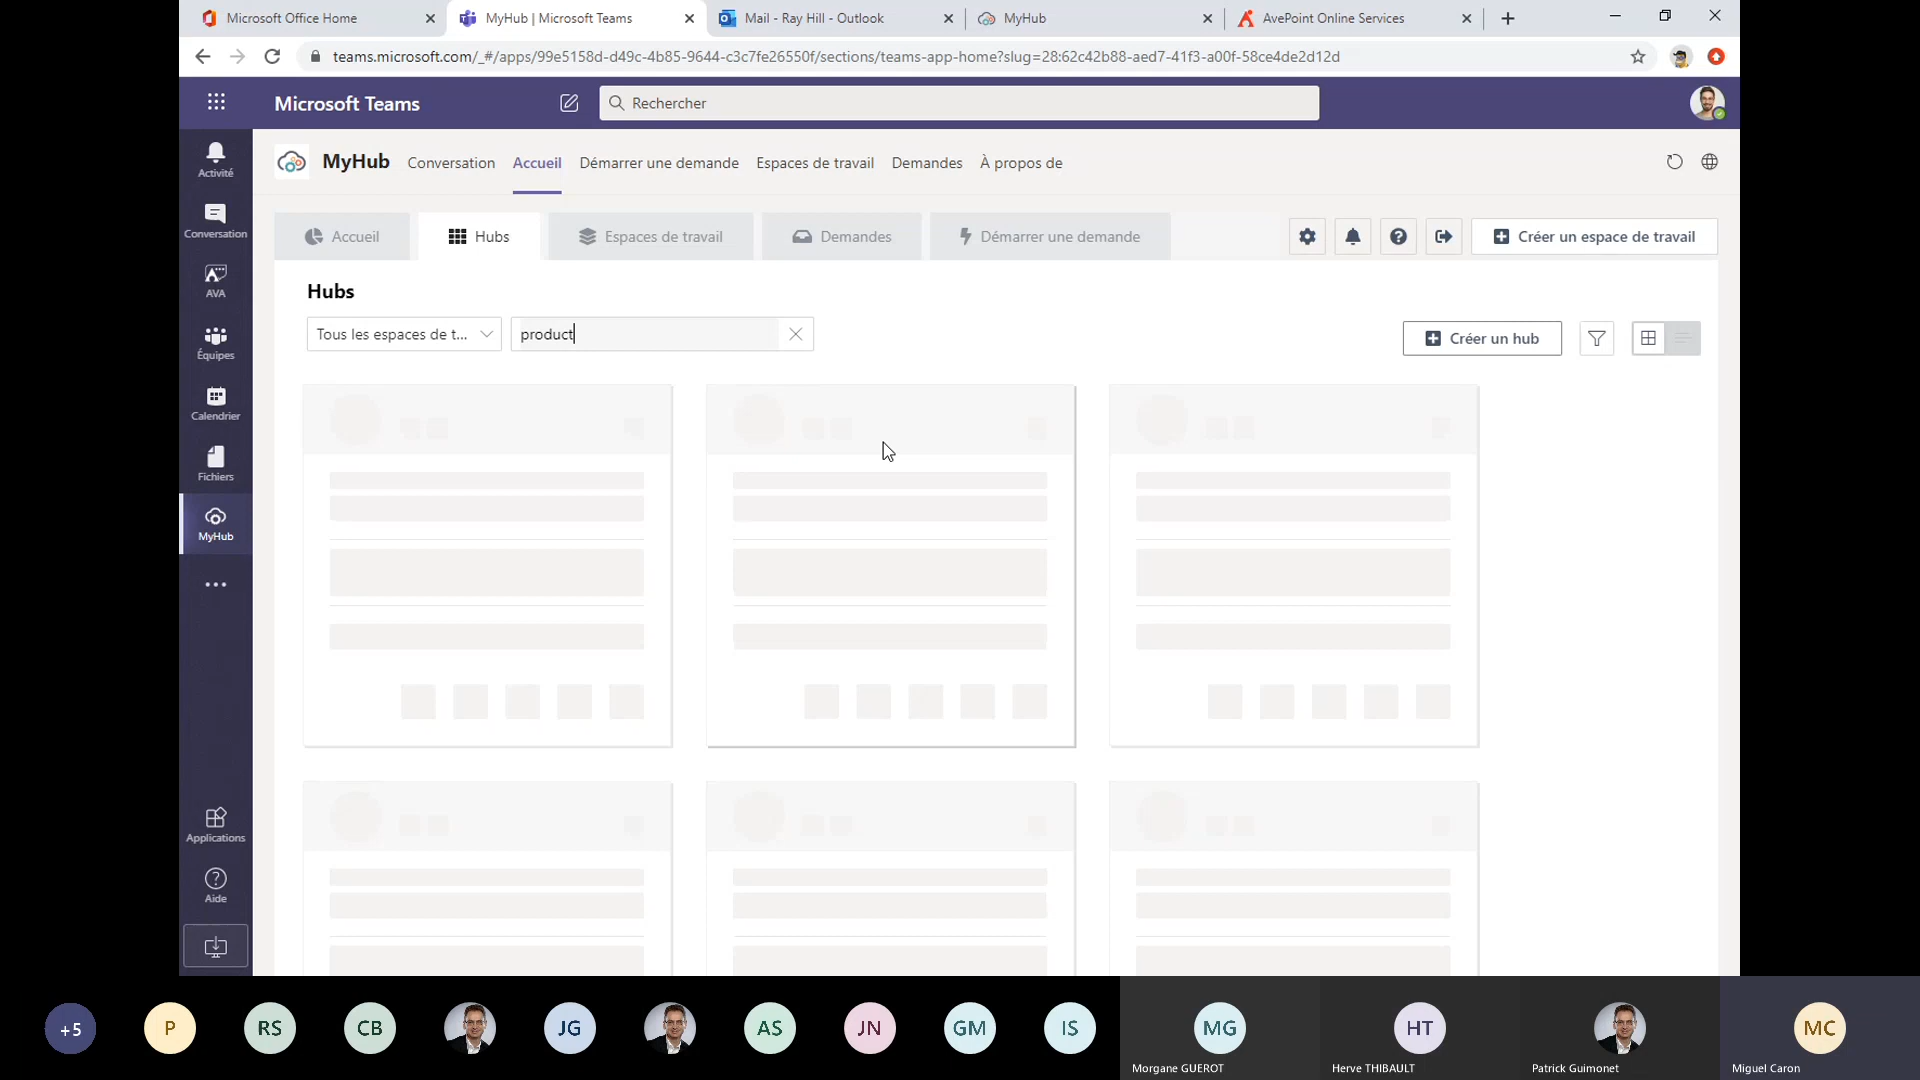 Microsoft Office Home
MyHub | Microsoft Teams
Mail - Ray Hill - Outlook
MyHub
AvePoint Online Services
teams.microsoft.com/_#/apps/99e5158d-d49c-4b85-9644-c3c7fe26550f/sections/teams-app-home?slug=28:62c42b88-aed7-41f3-a00f-58ce4de2d12d
Microsoft Teams
Rechercher
Activité
Conversation
AVA
Équipes
Calendrier
Fichiers
MyHub
Applications
Aide
MyHub Conversation Accueil Démarrer une demande Espaces de travail Demandes À propos de
Accueil Hubs Espaces de travail Demandes Démarrer une demande Créer un espace de travail
Hubs
Tous les espaces de t... product Créer un hub
+5 P RS CB JG AS JN GM IS MG HT MC
Morgane GUEROT Herve THIBAULT Patrick Guimonet Miguel Caron